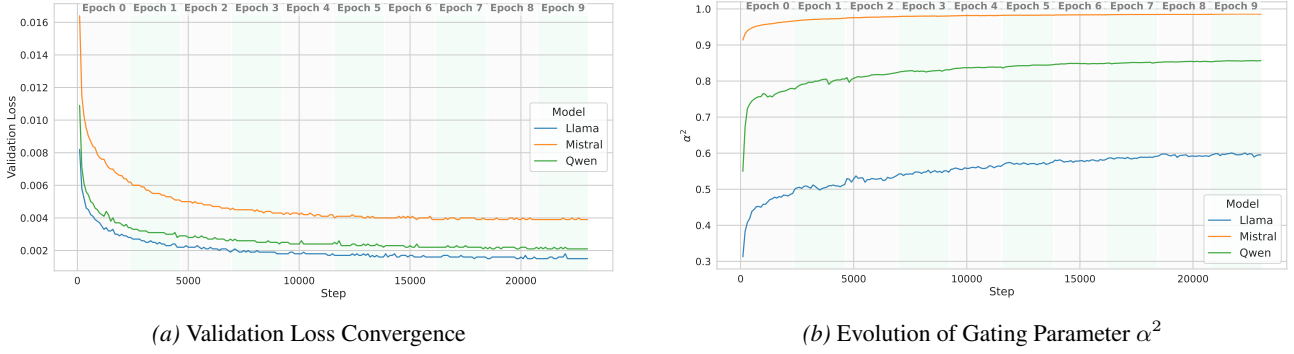 Epoch 0 Epoch 1 Epoch 2 Epoch 3 Epoch 4 Epoch 5 Epoch 6 Epoch 7 Epoch 8 Epoch 9
0.016
0.014
0.012
0.010
0.008
0.006
0.004
0.002
Validation Loss
Model
Llama
Mistral
Qwen
0 5000 10000 15000 20000
Step
(a) Validation Loss Convergence
Epoch 0 Epoch 1 Epoch 2 Epoch 3 Epoch 4 Epoch 5 Epoch 6 Epoch 7 Epoch 8 Epoch 9
1.0
0.9
0.8
0.7
0.6
0.5
0.4
0.3
α²
Model
Llama
Mistral
Qwen
0 5000 10000 15000 20000
Step
(b) Evolution of Gating Parameter α²